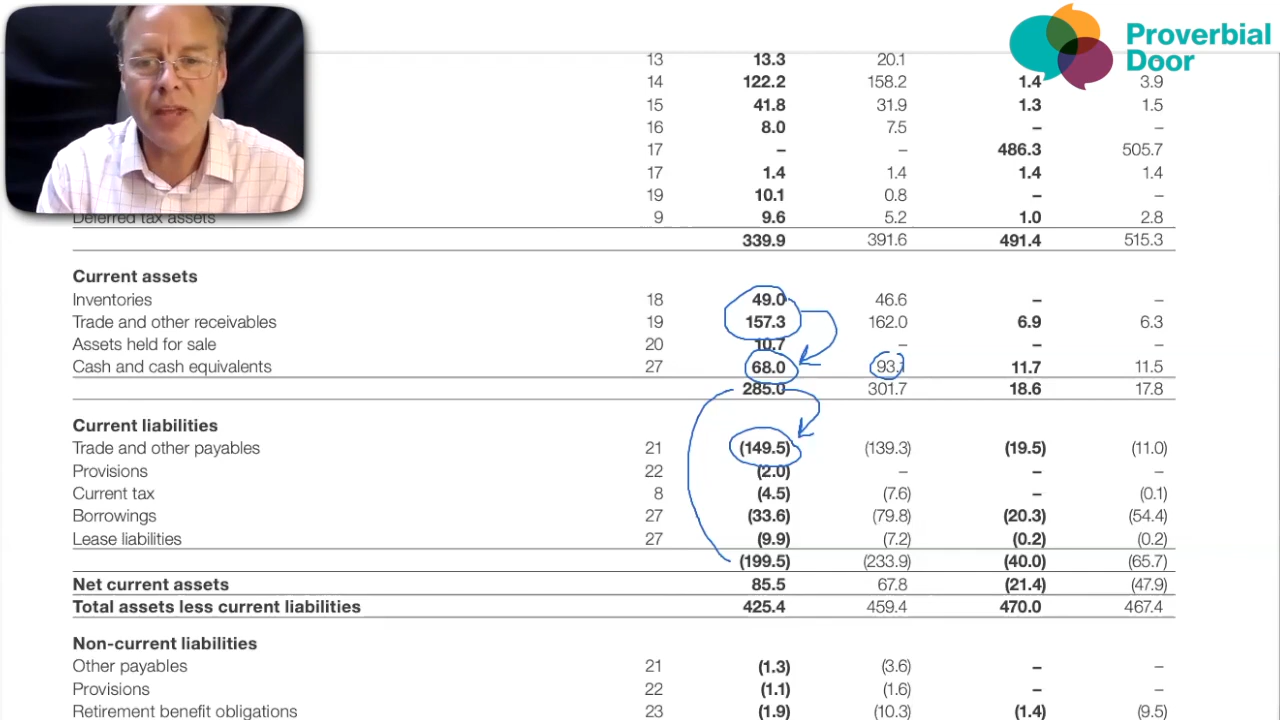 Proverbial
Door
13 13.3 20.1
14 122.2 158.2 1.4 3.9
15 41.8 31.9 1.3 1.5
16 8.0 7.5 – –
17 – – 486.3 505.7
17 1.4 1.4 1.4 1.4
19 10.1 0.8 – –
Deferred tax assets 9 9.6 5.2 1.0 2.8
339.9 391.6 491.4 515.3
Current assets
Inventories 18 49.0 46.6 – –
Trade and other receivables 19 157.3 162.0 6.9 6.3
Assets held for sale 20 10.7 – – –
Cash and cash equivalents 27 68.0 93.1 11.7 11.5
285.0 301.7 18.6 17.8
Current liabilities
Trade and other payables 21 (149.5) (139.3) (19.5) (11.0)
Provisions 22 (2.0) – – –
Current tax 8 (4.5) (7.6) – (0.1)
Borrowings 27 (33.6) (79.8) (20.3) (54.4)
Lease liabilities 27 (9.9) (7.2) (0.2) (0.2)
(199.5) (233.9) (40.0) (65.7)
Net current assets 85.5 67.8 (21.4) (47.9)
Total assets less current liabilities 425.4 459.4 470.0 467.4
Non-current liabilities
Other payables 21 (1.3) (3.6) – –
Provisions 22 (1.1) (1.6) – –
Retirement benefit obligations 23 (1.9) (10.3) (1.4) (9.5)